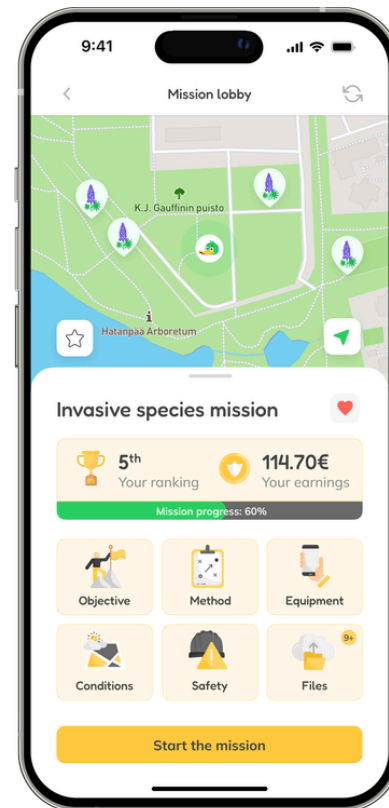 9:41
Mission lobby
K.J. Gauffinin puisto
Hatanpää Arboretum
Invasive species mission
5th
114.70€
Your ranking
Your earnings
Mission progress: 60%
Objective
Method
Equipment
9+
Conditions
Safety
Files
Start the mission